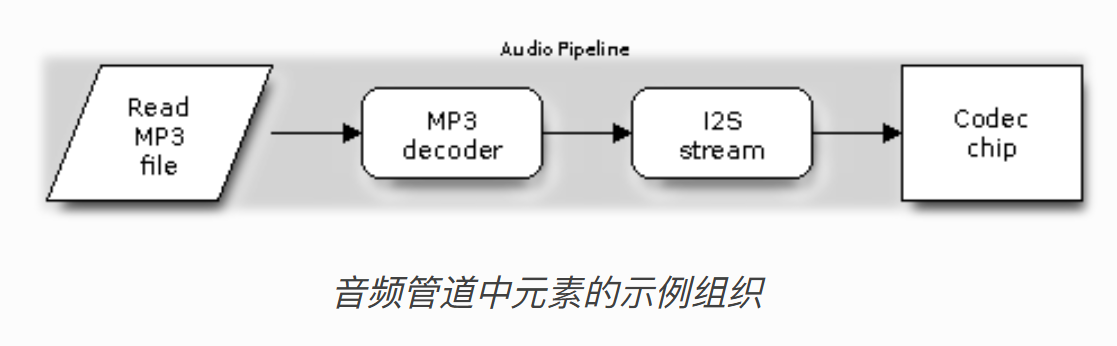 Audio Pipeline
Read
MP3
file
MP3
decoder
I2S
stream
Codec
chip
音频管道中元素的示例组织